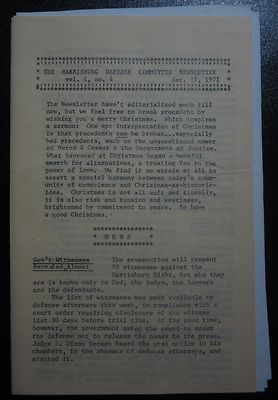 THE HARRISBURG DEFENSE COMMITTEE NEWSLETTER
vol. 1, no. 4 dec. 17, 1971
The Newsletter hasn't editorialized much till
now, but we feel free to break precedent by
wishing you a merry Christmas. Which inspires
a sermon: One apt interpretation of Christmas
is that precedents can be broken...especially
bad precedents, such as the unquestioned power
of Herod & Ceaser & the Department of Justice.
What happened at Christmas began a hopeful
search for alternatives, a trusting Yes to the
power of love. We find it no strain at all to
assert a special harmony between today's commu-
unity of conscience and Christmas-as-historic-
idea. Christmas is not all soft and timely,
it is also risk and tension and weariness,
brightened by commitment to peace. So have
a good Christmas.
* NEWS *
Gov't-Witnesses The prosecution will present
Revealed, Almost 93 witnesses against the
Harrisburg Eight, but who they
are is known only to God, the judge, the lawyers
and the defendants.
The list of witnesses was made available to
defense attorneys this week, in compliance with a
court order requiring disclosure of the witness
list 30 days before trial time. At the same time,
however, the government asked the court to order
the defense not to release the names to the press.
Judge R. Dixon Herman heard the oral motion in his
chambers, in the absence of defense attorneys, and
granted it.